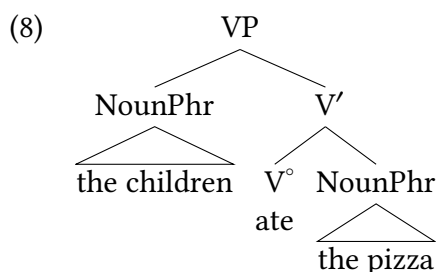 (8) VP
NounPhr V′
the children V° NounPhr
ate
the pizza